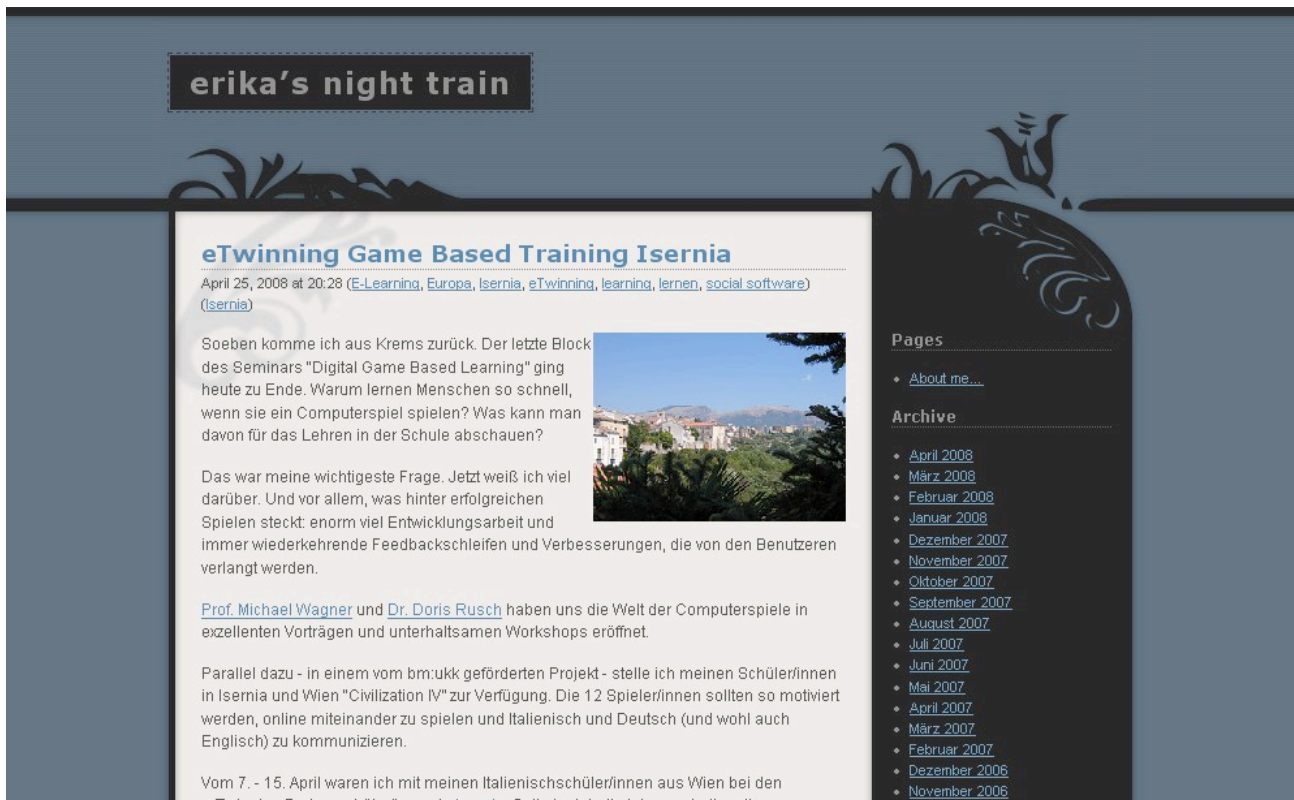 erika’s night train
eTwinning Game Based Training Isernia
April 25, 2008 at 20:28 (E-Learning, Europa, Isernia, eTwinning, learning, lernen, social software)
(Isernia)
Soeben komme ich aus Krems zurück. Der letzte Block
des Seminars "Digital Game Based Learning" ging
heute zu Ende. Warum lernen Menschen so schnell,
wenn sie ein Computerspiel spielen? Was kann man
davon für das Lehren in der Schule abschauen?
Das war meine wichtigeste Frage. Jetzt weiß ich viel
darüber. Und vor allem, was hinter erfolgreichen
Spielen steckt: enorm viel Entwicklungsarbeit und
immer wiederkehrende Feedbackschleifen und Verbesserungen, die von den Benutzeren
verlangt werden.
Prof. Michael Wagner und Dr. Doris Rusch haben uns die Welt der Computerspiele in
exzellenten Vorträgen und unterhaltsamen Workshops eröffnet.
Parallel dazu - in einem vom bm:ukk geförderten Projekt - stelle ich meinen Schüler/innen
in Isernia und Wien "Civilization IV" zur Verfügung. Die 12 Spieler/innen sollten so motiviert
werden, online miteinander zu spielen und Italienisch und Deutsch (und wohl auch
Englisch) zu kommunizieren.
Vom 7. - 15. April waren ich mit meinen Italienischschüler/innen aus Wien bei den
Pages
About me...
Archive
April 2008
März 2008
Februar 2008
Januar 2008
Dezember 2007
November 2007
Oktober 2007
September 2007
August 2007
Juli 2007
Juni 2007
Mai 2007
April 2007
März 2007
Februar 2007
Dezember 2006
November 2006